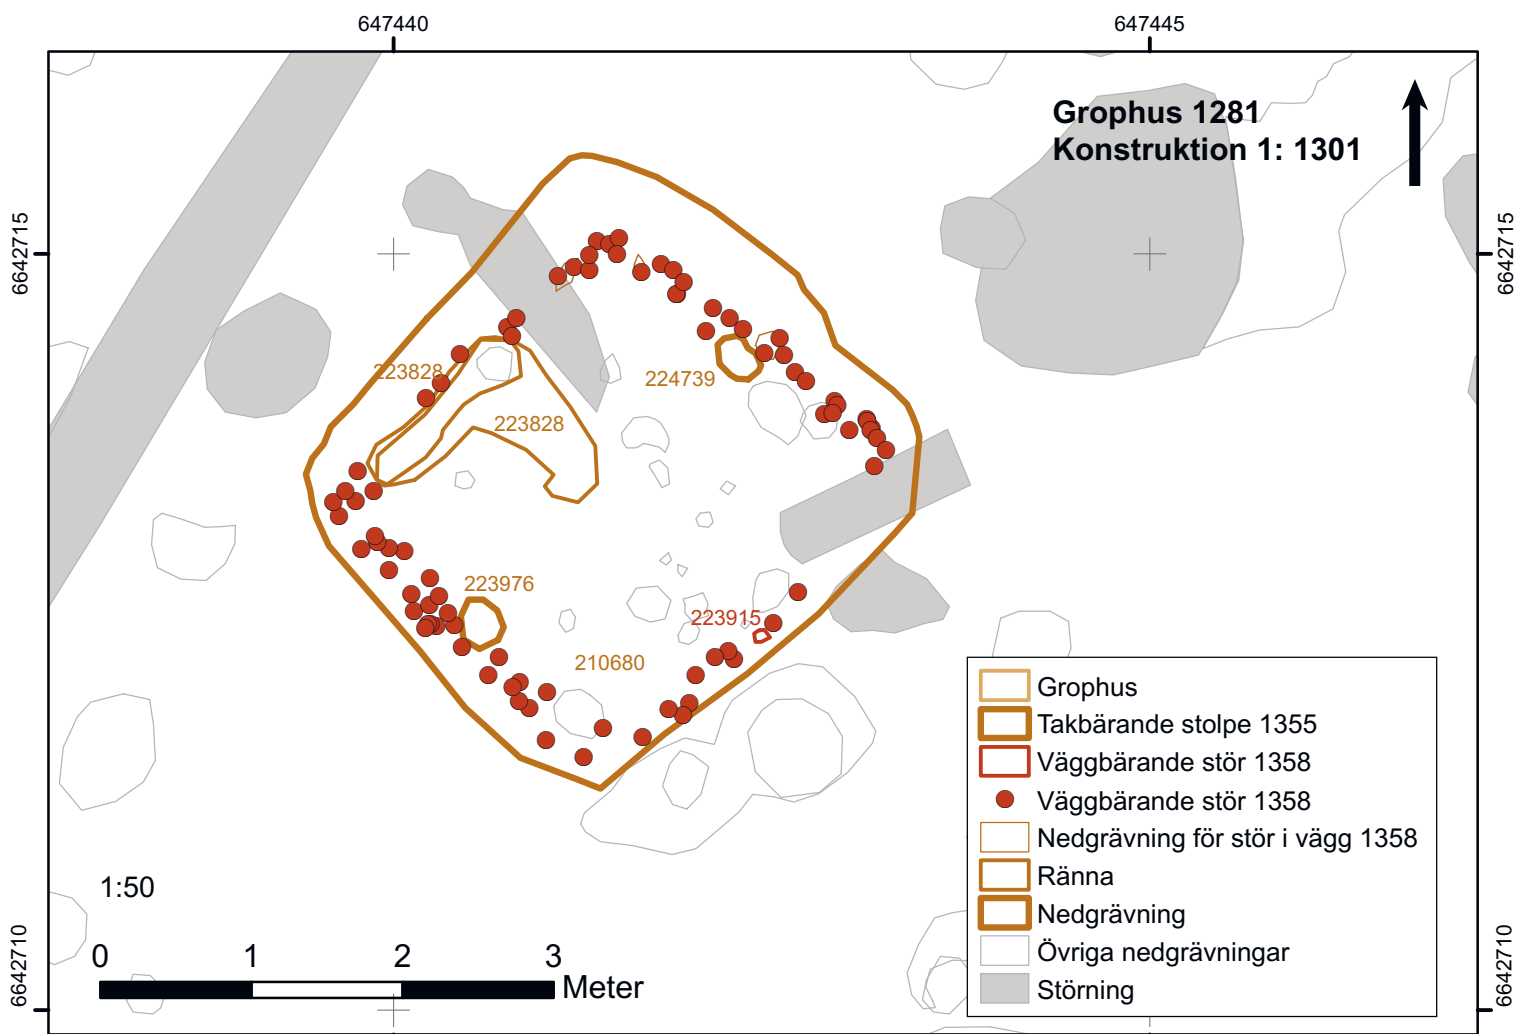 647440
647445
Grophus 1281
Konstruktion 1: 1301
6642715
6642715
223828
224739
223828
223976
223915
210680
Grophus
Takbärande stolpe 1355
Väggbärande stör 1358
Väggbärande stör 1358
Nedgrävning för stör i vägg 1358
Ränna
Nedgrävning
Övriga nedgrävningar
Störning
1:50
0 1 2 3
Meter
6642710
6642710